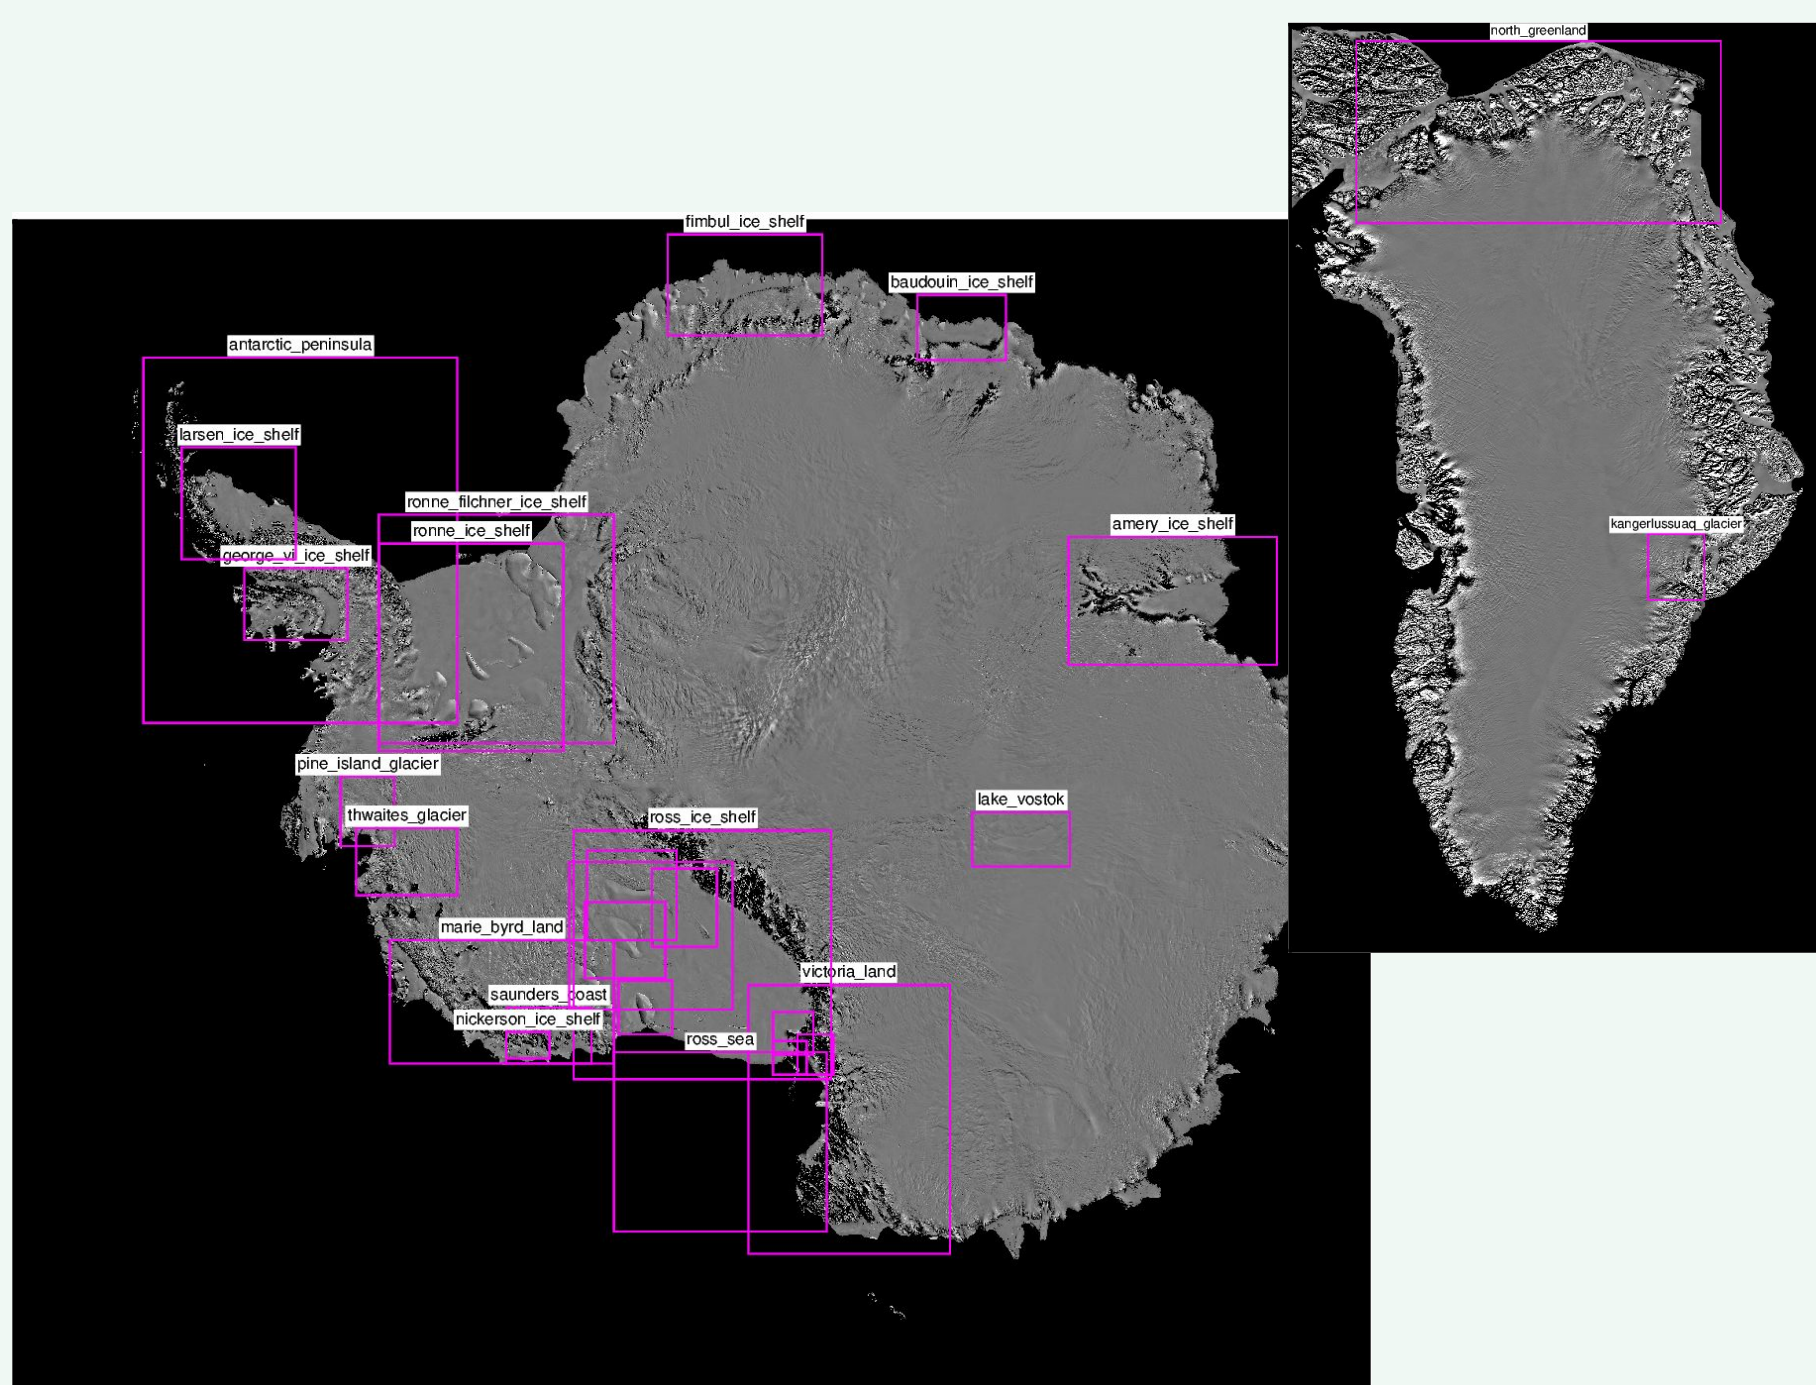 north_greenland
fimbul_ice_shelf
baudouin_ice_shelf
antarctic_peninsula
larsen_ice_shelf
ronne_filchner_ice_shelf
ronne_ice_shelf
amery_ice_shelf
kangerlussuaq_glacier
george_vi_ice_shelf
pine_island_glacier
thwaites_glacier
ross_ice_shelf
lake_vostok
marie_byrd_land
victoria_land
saunders_coast
nickerson_ice_shelf
ross_sea